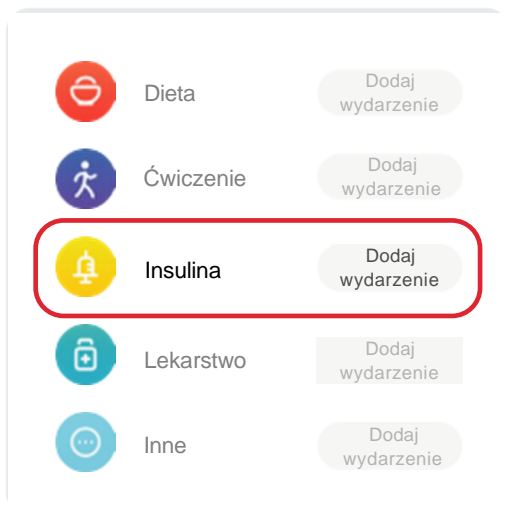 Dieta
Dodaj
wydarzenie
Ćwiczenie
Dodaj
wydarzenie
Insulina
Dodaj
wydarzenie
Lekarstwo
Dodaj
wydarzenie
Inne
Dodaj
wydarzenie